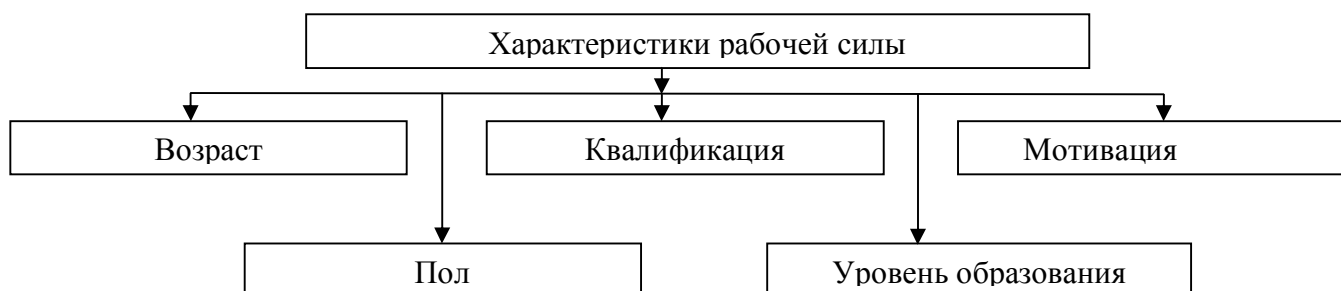 Характеристики рабочей силы
Возраст
Квалификация
Мотивация
Пол
Уровень образования